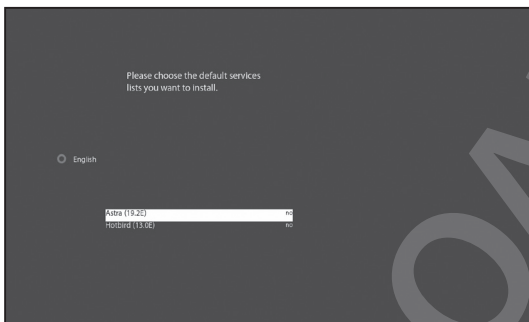 Please choose the default services
lists you want to install.
English
Astra (19.2E) no
Hotbird (13.0E) no